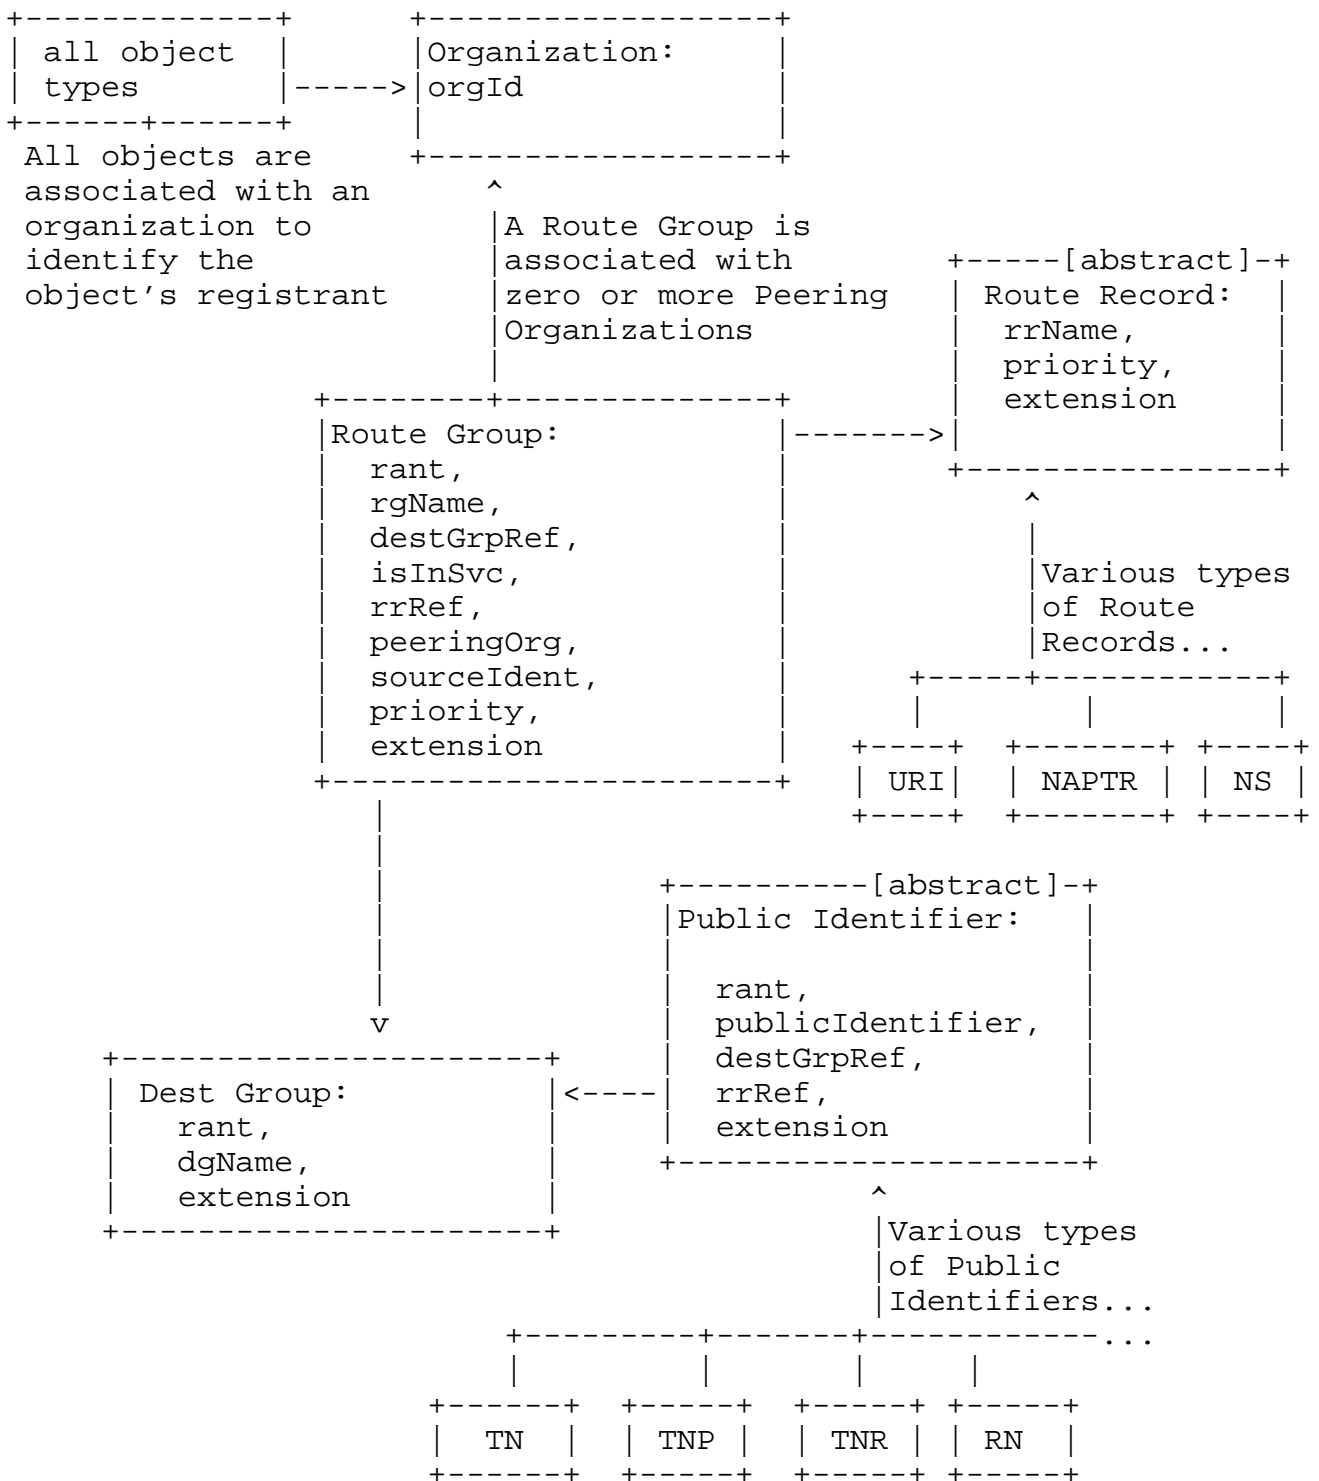 all object
types
Organization:
orgId
All objects are
associated with an
organization to
identify the
object's registrant
A Route Group is
associated with
zero or more Peering
Organizations
[abstract]
Route Record:
rrName,
priority,
extension
Route Group:
rant,
rgName,
destGrpRef,
isInSvc,
rrRef,
peeringOrg,
sourceIdent,
priority,
extension
Various types
of Route
Records...
URI
NAPTR
NS
[abstract]
Public Identifier:
rant,
publicIdentifier,
destGrpRef,
rrRef,
extension
Dest Group:
rant,
dgName,
extension
Various types
of Public
Identifiers...
...
TN
TNP
TNR
RN